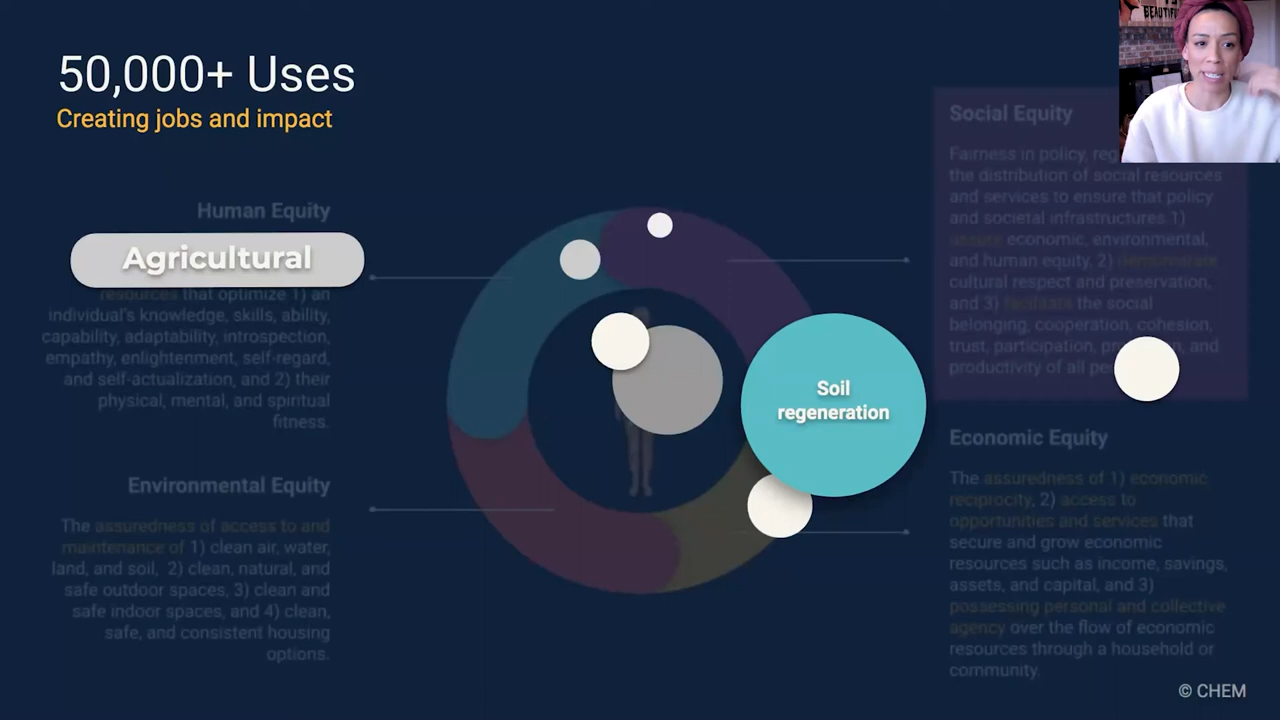 50,000+ Uses
Creating jobs and impact
BEAUTIFUL
Human Equity
Agricultural
resources that optimize 1) an
individual's knowledge, skills, ability,
capability, adaptability, introspection,
empathy, enlightenment, self-regard,
and self-actualization, and 2) their
physical, mental, and spiritual
fitness.
Environmental Equity
The assuredness of access to and
maintenance of 1) clean air, water,
land, and soil, 2) clean, natural, and
safe outdoor spaces, 3) clean and
safe indoor spaces, and 4) clean,
safe, and consistent housing
options.
Soil
regeneration
Social Equity
Fairness in policy,
the distribution of social resources
and services to ensure that policy
and societal infrastructures 1)
assure economic, environmental,
and human equity, 2) demonstrate
cultural respect and preservation,
and 3) facilitate the social
belonging, cooperation, cohesion,
trust, participation, and
productivity of all
Economic Equity
The assuredness of 1) economic
reciprocity, 2) access to
opportunities and services that
secure and grow economic
resources such as income, savings,
assets, and capital, and 3)
possessing personal and collective
agency over the flow of economic
resources through a household or
community.
© CHEM